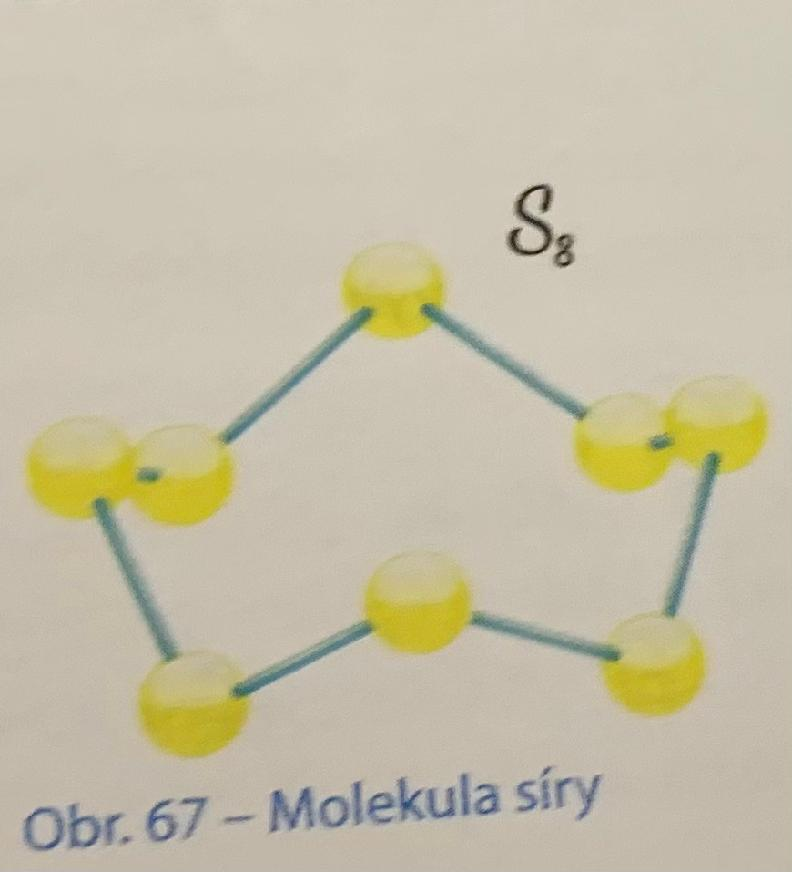 S₈
Obr. 67 – Molekula síry